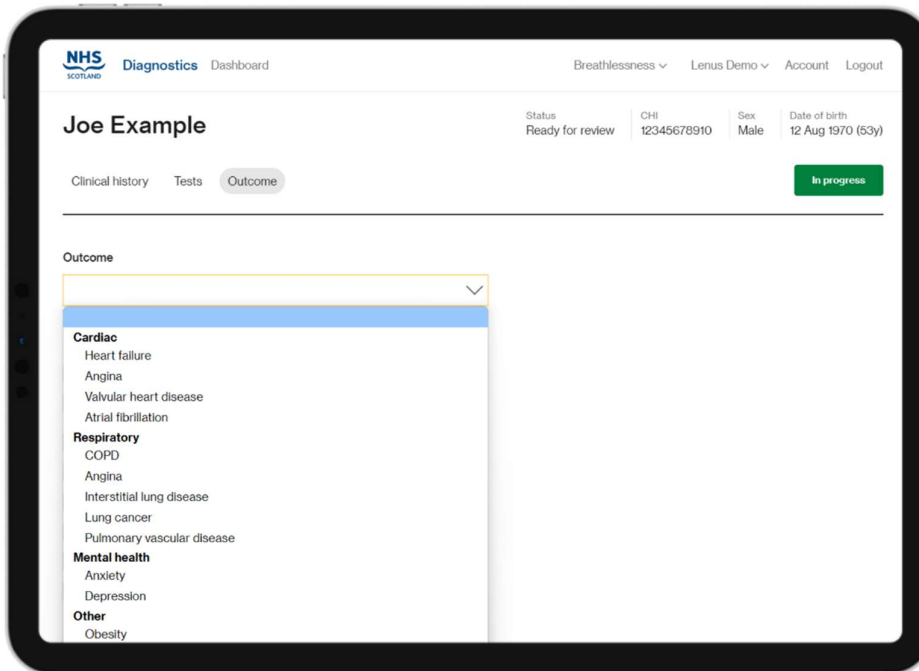 NHS
SCOTLAND
Diagnostics Dashboard Breathlessness Lenus Demo Account Logout
Joe Example
Status CHI Sex Date of birth
Ready for review 12345678910 Male 12 Aug 1970 (53y)
Clinical history Tests Outcome In progress
Outcome
Cardiac
Heart failure
Angina
Valvular heart disease
Atrial fibrillation
Respiratory
COPD
Angina
Interstitial lung disease
Lung cancer
Pulmonary vascular disease
Mental health
Anxiety
Depression
Other
Obesity